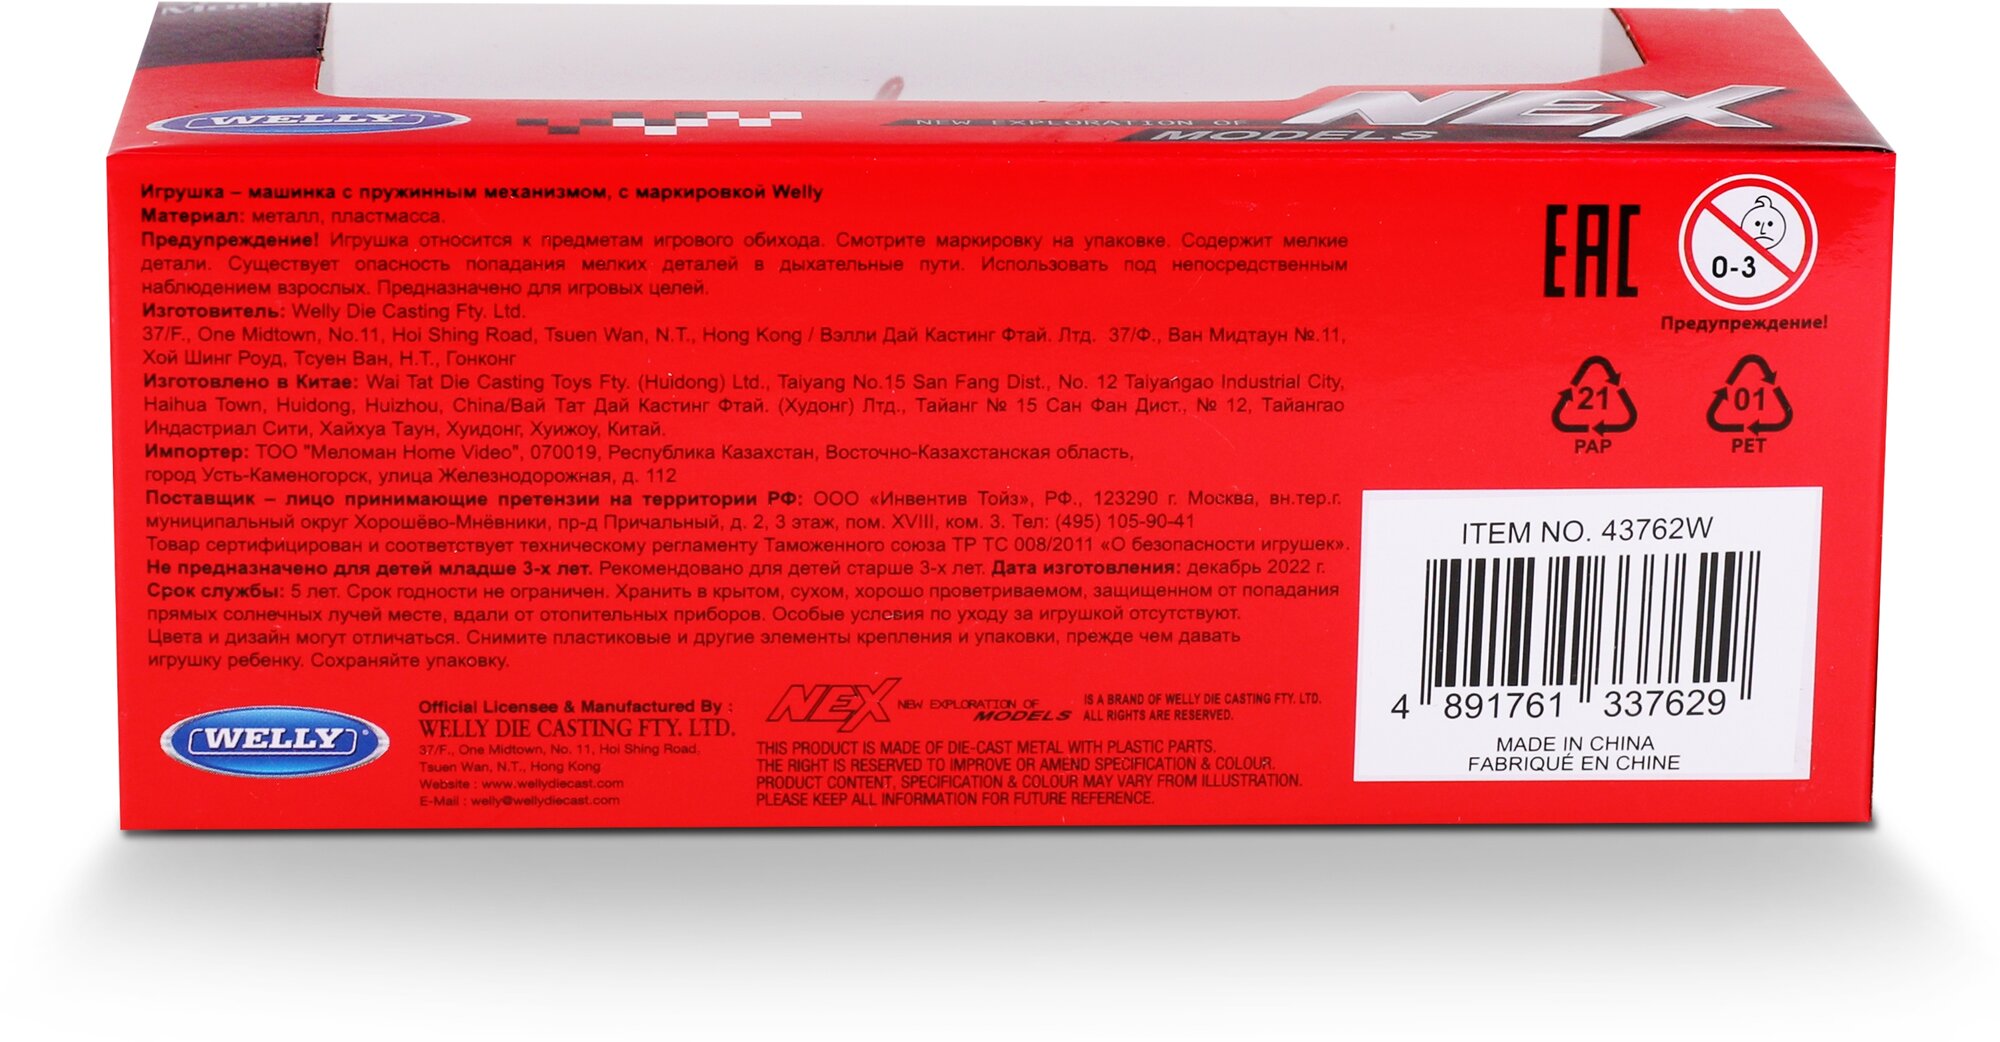 WELLY
NEW EXPLORATION OF
MODELS
NEX
Игрушка – машинка с пружинным механизмом, с маркировкой Welly
Материал: металл, пластмасса.
Предупреждение! Игрушка относится к предметам игрового обихода. Смотрите маркировку на упаковке. Содержит мелкие
детали. Существует опасность попадания мелких деталей в дыхательные пути. Использовать под непосредственным
наблюдением взрослых. Предназначено для игровых целей.
Изготовитель: Welly Die Casting Fty. Ltd.
37/F., One Midtown, No.11, Hoi Shing Road, Tsuen Wan, N.T., Hong Kong / Вэлли Дай Кастинг Фтай. Лтд. 37/Ф., Ван Мидтаун №.11,
Хой Шинг Роуд, Тсуен Ван, Н.Т., Гонконг
Изготовлено в Китае: Wai Tat Die Casting Toys Fty. (Huidong) Ltd., Taiyang No.15 San Fang Dist., No. 12 Taiyangao Industrial City,
Haihua Town, Huidong, Huizhou, China/Вай Тат Дай Кастинг Фтай. (Худонг) Лтд., Тайанг № 15 Сан Фан Дист., № 12, Тайангао
Индастриал Сити, Хайхуа Таун, Хуидонг, Хуижоу, Китай.
Импортер: ТОО "Меломан Home Video", 070019, Республика Казахстан, Восточно-Казахстанская область,
город Усть-Каменогорск, улица Железнодорожная, д. 112
Поставщик – лицо принимающие претензии на территории РФ: ООО «Инвентив Тойз», РФ., 123290 г. Москва, вн.тер.г.
муниципальный округ Хорошёво-Мнёвники, пр-д Причальный, д. 2, 3 этаж, пом. XVIII, ком. 3. Тел: (495) 105-90-41
Товар сертифицирован и соответствует техническому регламенту Таможенного союза ТР ТС 008/2011 «О безопасности игрушек».
Не предназначено для детей младше 3-х лет. Рекомендовано для детей старше 3-х лет. Дата изготовления: декабрь 2022 г.
Срок службы: 5 лет. Срок годности не ограничен. Хранить в крытом, сухом, хорошо проветриваемом, защищенном от попадания
прямых солнечных лучей месте, вдали от отопительных приборов. Особые условия по уходу за игрушкой отсутствуют.
Цвета и дизайн могут отличаться. Снимите пластиковые и другие элементы крепления и упаковки, прежде чем давать
игрушку ребенку. Сохраняйте упаковку.
EAC
0-3
Предупреждение!
21
PAP
01
PET
ITEM NO. 43762W
4 891761 337629
MADE IN CHINA
FABRIQUÉ EN CHINE
WELLY
Official Licensee & Manufactured By :
WELLY DIE CASTING FTY. LTD.
37/F., One Midtown, No. 11, Hoi Shing Road,
Tsuen Wan, N.T., Hong Kong
Website : www.wellydiecast.com
E-Mail : welly@wellydiecast.com
NEX NEW EXPLORATION OF
MODELS
IS A BRAND OF WELLY DIE CASTING FTY. LTD.
ALL RIGHTS ARE RESERVED.
THIS PRODUCT IS MADE OF DIE-CAST METAL WITH PLASTIC PARTS.
THE RIGHT IS RESERVED TO IMPROVE OR AMEND SPECIFICATION & COLOUR.
PRODUCT CONTENT, SPECIFICATION & COLOUR MAY VARY FROM ILLUSTRATION.
PLEASE KEEP ALL INFORMATION FOR FUTURE REFERENCE.